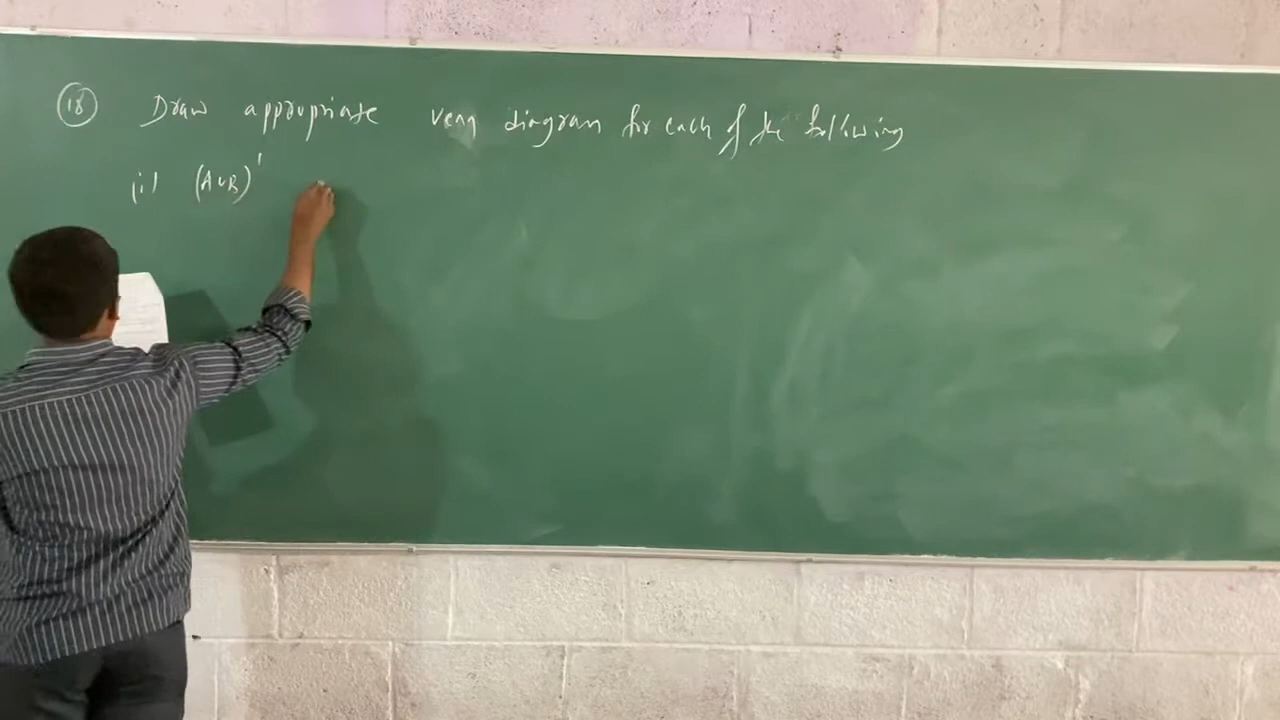 18 Draw appropriate venn diagram for each of the following
(i) (A∪B)'